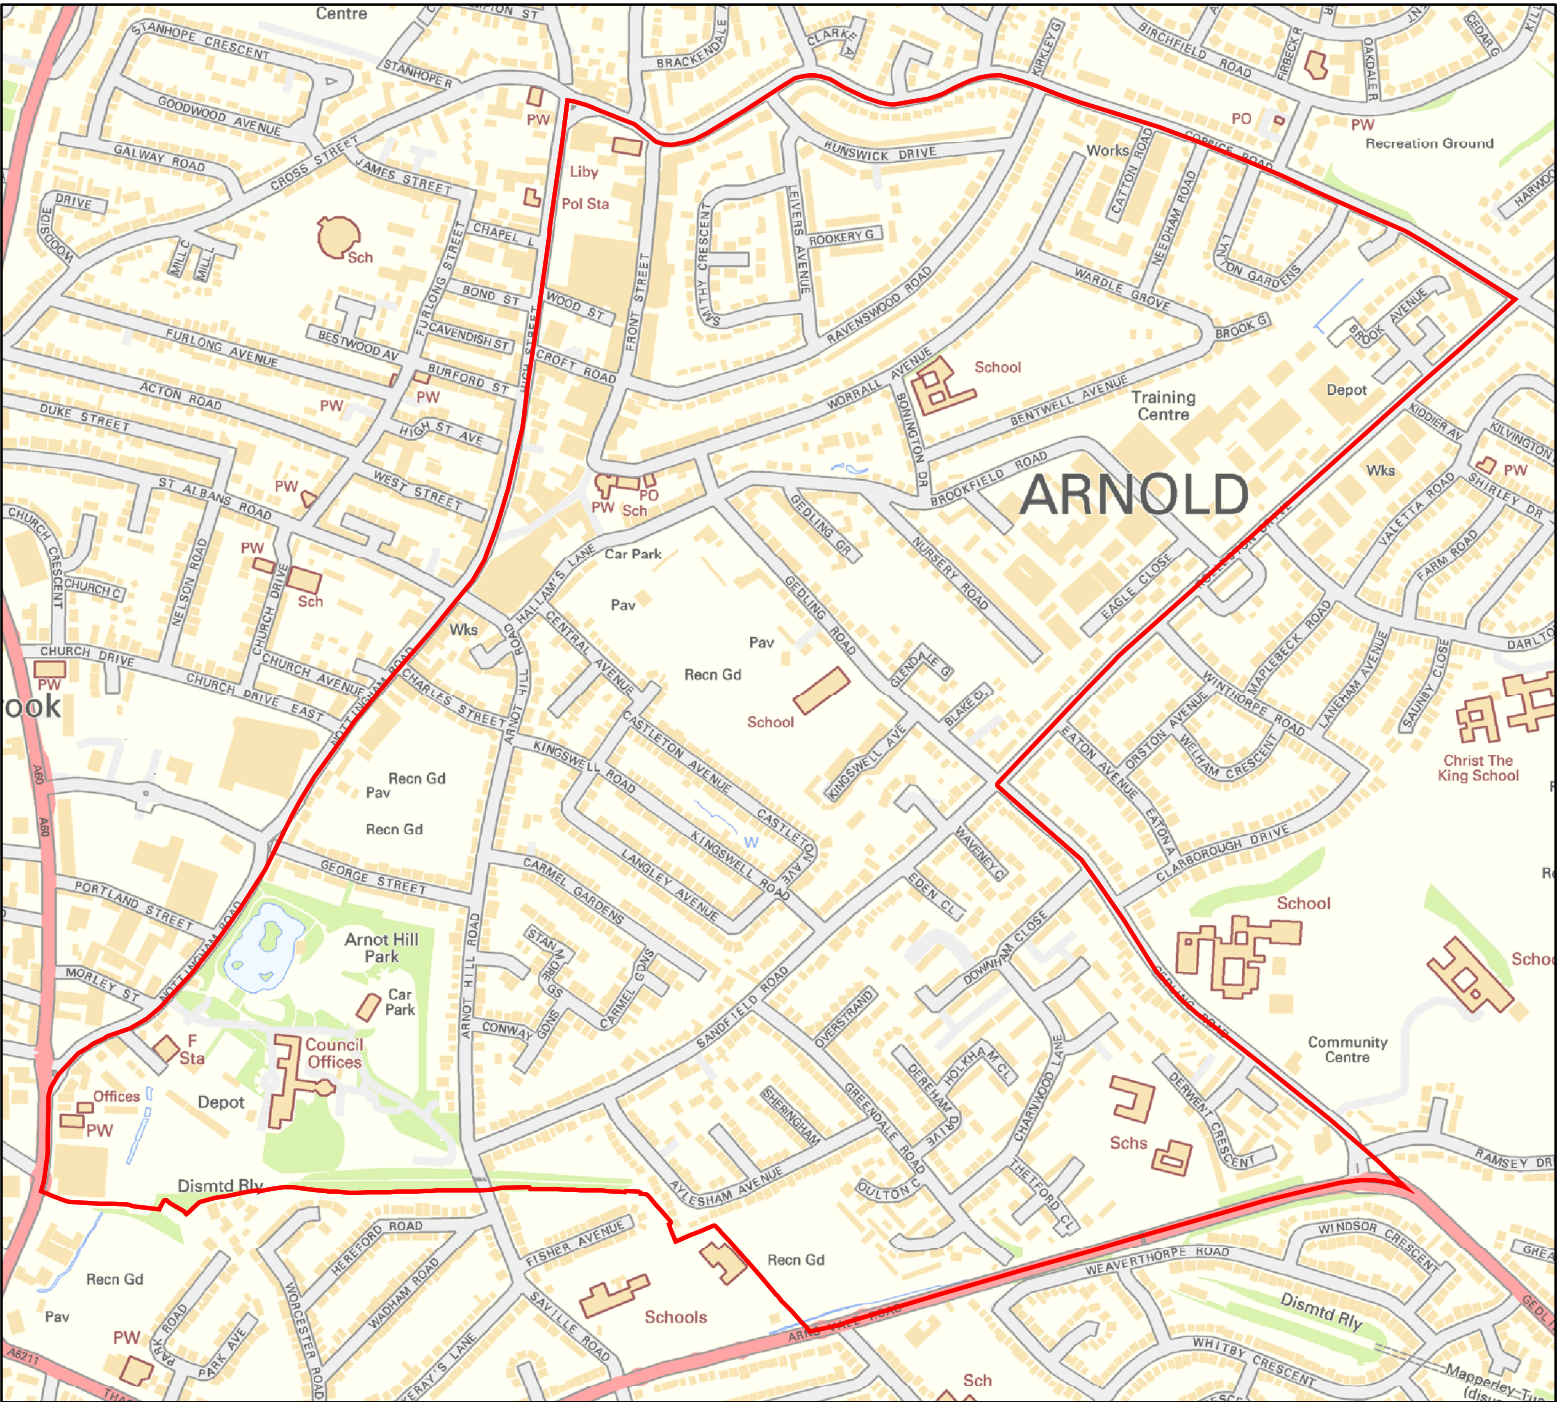 Centre
STANHOPE CRESCENT
STANHOPE R
BRACKENDALE
CLARKE A
KIRKLEY G
BIRCHFIELD ROAD
FIRBECK R
OAKDALE R
CEDAR G
GOODWOOD AVENUE
GALWAY ROAD
CROSS STREET
JAMES STREET
PW
Liby
Pol Sta
RUNSWICK DRIVE
Works
CATTON ROAD
COPPICE ROAD
PO
PW
Recreation Ground
DRIVE
WOODSIDE
MILL C
MILL L
Sch
CHAPEL L
FURLONG STREET
BOND ST
WOOD ST
CAVENDISH ST
HIGH STREET
FRONT STREET
SMITHY CRESCENT
LEIVERS AVENUE
ROOKERY G
RAVENSWOOD ROAD
NEEDHAM ROAD
LYNTON GARDENS
WARDLE GROVE
BROOK G
BROOK AVENUE
FURLONG AVENUE
BESTWOOD AV
BURFORD ST
CROFT ROAD
ACTON ROAD
DUKE STREET
PW
PW
HIGH ST AVE
WORRALL AVENUE
School
BONINGTON DR
BENTWELL AVENUE
Training
Centre
Depot
KIDDIER AV
KILVINGTON
ST ALBANS ROAD
WEST STREET
PW
PW
PO
Sch
BROOKFIELD ROAD
ARNOLD
Wks
VALETTA ROAD
PW
SHIRLEY DR
CHURCH CRESCENT
CHURCH C
NELSON ROAD
PW
Sch
CHURCH DRIVE
Car Park
HALLAM'S LANE
GEDLING GR
NURSERY ROAD
EAGLE CLOSE
FARM ROAD
Pav
Wks
CENTRAL AVENUE
GEDLING ROAD
Pav
Recn Gd
School
GLENDALE G
BLAKE CL
MAPLEBECK ROAD
WINTHORPE ROAD
LANEHAM AVENUE
SAUNBY CLOSE
CHURCH DRIVE
PW
CHURCH AVENUE
CHURCH DRIVE EAST
NOTTINGHAM ROAD
CHARLES STREET
ARNOT HILL ROAD
KINGSWELL ROAD
CASTLETON AVENUE
KINGSWELL AVE
EATON AVENUE
ORSTON AVENUE
WELHAM CRESCENT
Christ The
King School
A60
Recn Gd
Pav
Recn Gd
A60
W
CASTLETON AVE
KINGSWELL ROAD
LANGLEY AVENUE
WAVENEY C
EATON A
CLARBOROUGH DRIVE
GEORGE STREET
CARMEL GARDENS
EDEN CL
School
PORTLAND STREET
NOTTINGHAM ROAD
Arnot Hill
Park
Car
Park
STANMORE GS
CARMEL GDNS
DOWNHAM CLOSE
GEDLING ROAD
MORLEY ST
ARNOT HILL ROAD
CONWAY
GDNS
SANDFIELD ROAD
OVERSTRAND
F
Sta
Council
Offices
Offices
PW
Depot
SHERINGHAM
GREENDALE ROAD
DEREHAM DRIVE
HOLKHAM CL
CHARNWOOD LANE
Schs
DERWENT CRESCENT
Community
Centre
RAMSEY DR
Dismtd Rly
AYLESHAM AVENUE
OULTON C
THETFORD CL
HEREFORD ROAD
FISHER AVENUE
Recn Gd
WEAVERTHORPE ROAD
WINDSOR CRESCENT
Recn Gd
Pav
PW
PARK ROAD
PARK AVE
WORCESTER ROAD
WADHAM ROAD
SAVILLE ROAD
Schools
ARNO VALE ROAD
Dismtd Rly
WHITBY CRESCENT
A6211
Sch